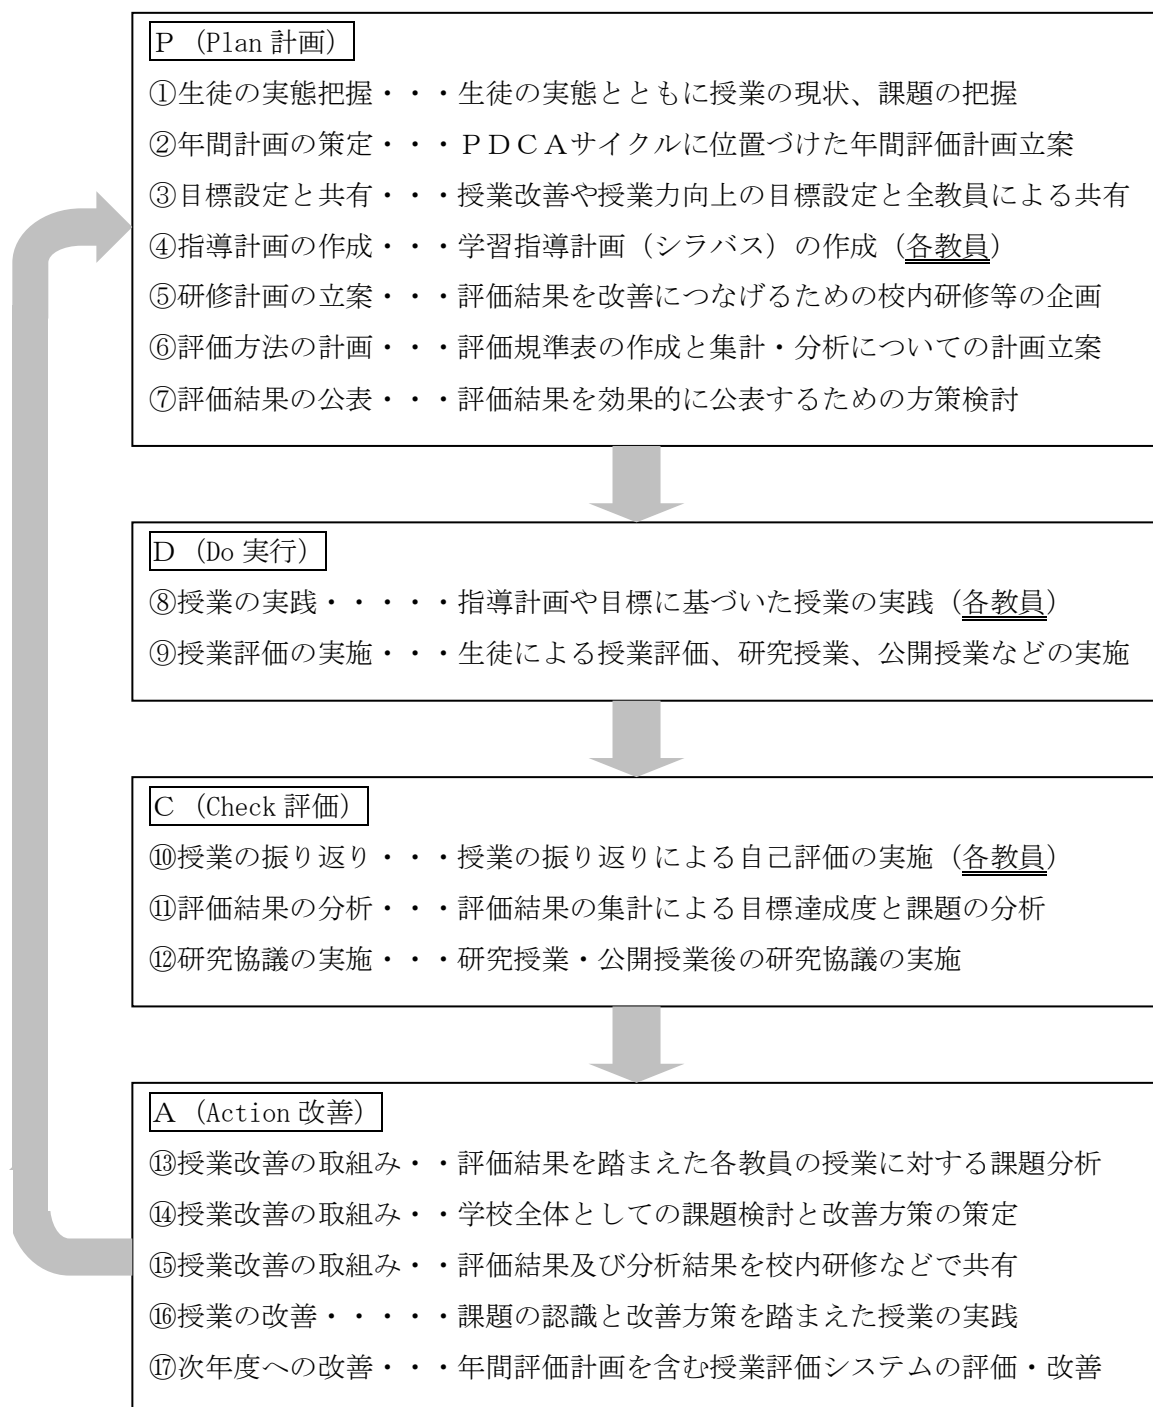 Ｐ（Plan 計画）
①生徒の実態把握・・・生徒の実態とともに授業の現状、課題の把握
②年間計画の策定・・・ＰＤＣＡサイクルに位置づけた年間評価計画立案
③目標設定と共有・・・授業改善や授業力向上の目標設定と全教員による共有
④指導計画の作成・・・学習指導計画（シラバス）の作成（各教員）
⑤研修計画の立案・・・評価結果を改善につなげるための校内研修等の企画
⑥評価方法の計画・・・評価規準表の作成と集計・分析についての計画立案
⑦評価結果の公表・・・評価結果を効果的に公表するための方策検討
Ｄ（Do 実行）
⑧授業の実践・・・・・指導計画や目標に基づいた授業の実践（各教員）
⑨授業評価の実施・・・生徒による授業評価、研究授業、公開授業などの実施
Ｃ（Check 評価）
⑩授業の振り返り・・・授業の振り返りによる自己評価の実施（各教員）
⑪評価結果の分析・・・評価結果の集計による目標達成度と課題の分析
⑫研究協議の実施・・・研究授業・公開授業後の研究協議の実施
Ａ（Action 改善）
⑬授業改善の取組み・・評価結果を踏まえた各教員の授業に対する課題分析
⑭授業改善の取組み・・学校全体としての課題検討と改善方策の策定
⑮授業改善の取組み・・評価結果及び分析結果を校内研修などで共有
⑯授業の改善・・・・・課題の認識と改善方策を踏まえた授業の実践
⑰次年度への改善・・・年間評価計画を含む授業評価システムの評価・改善